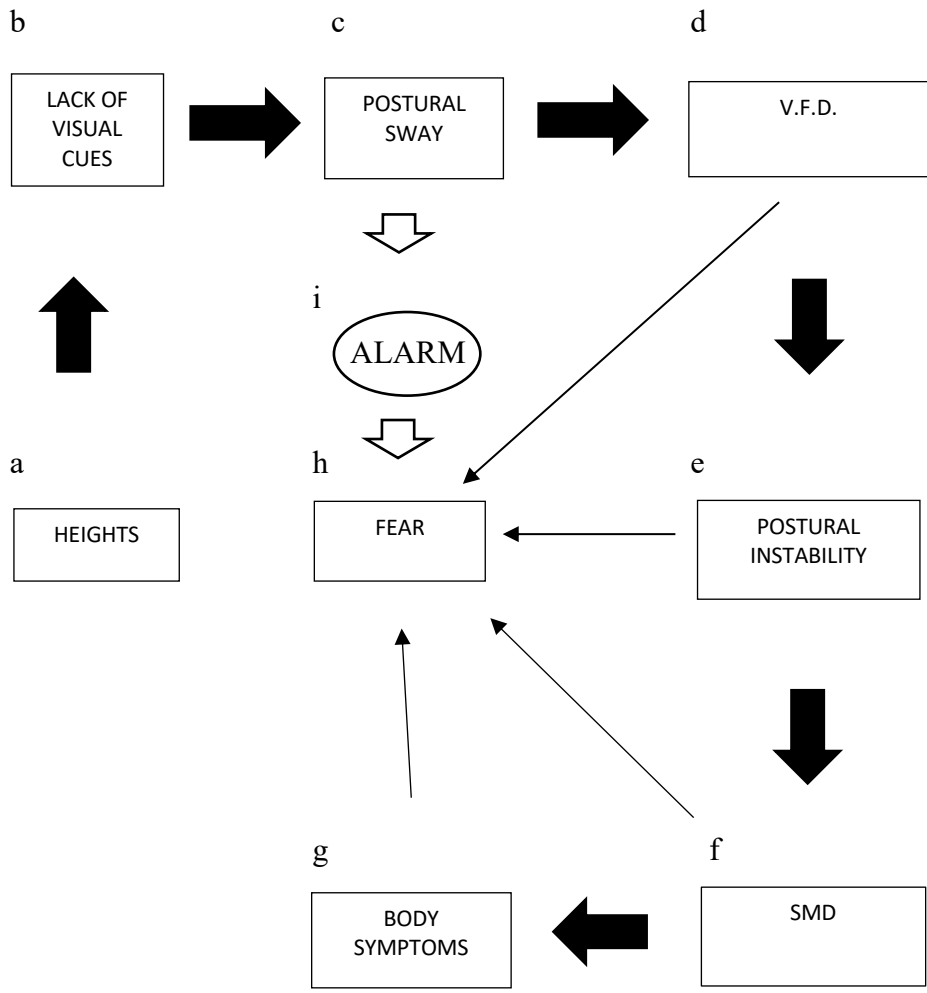 b
c
d
LACK OF
VISUAL
CUES
POSTURAL
SWAY
V.F.D.
i
ALARM
a
h
e
HEIGHTS
FEAR
POSTURAL
INSTABILITY
g
f
BODY
SYMPTOMS
SMD